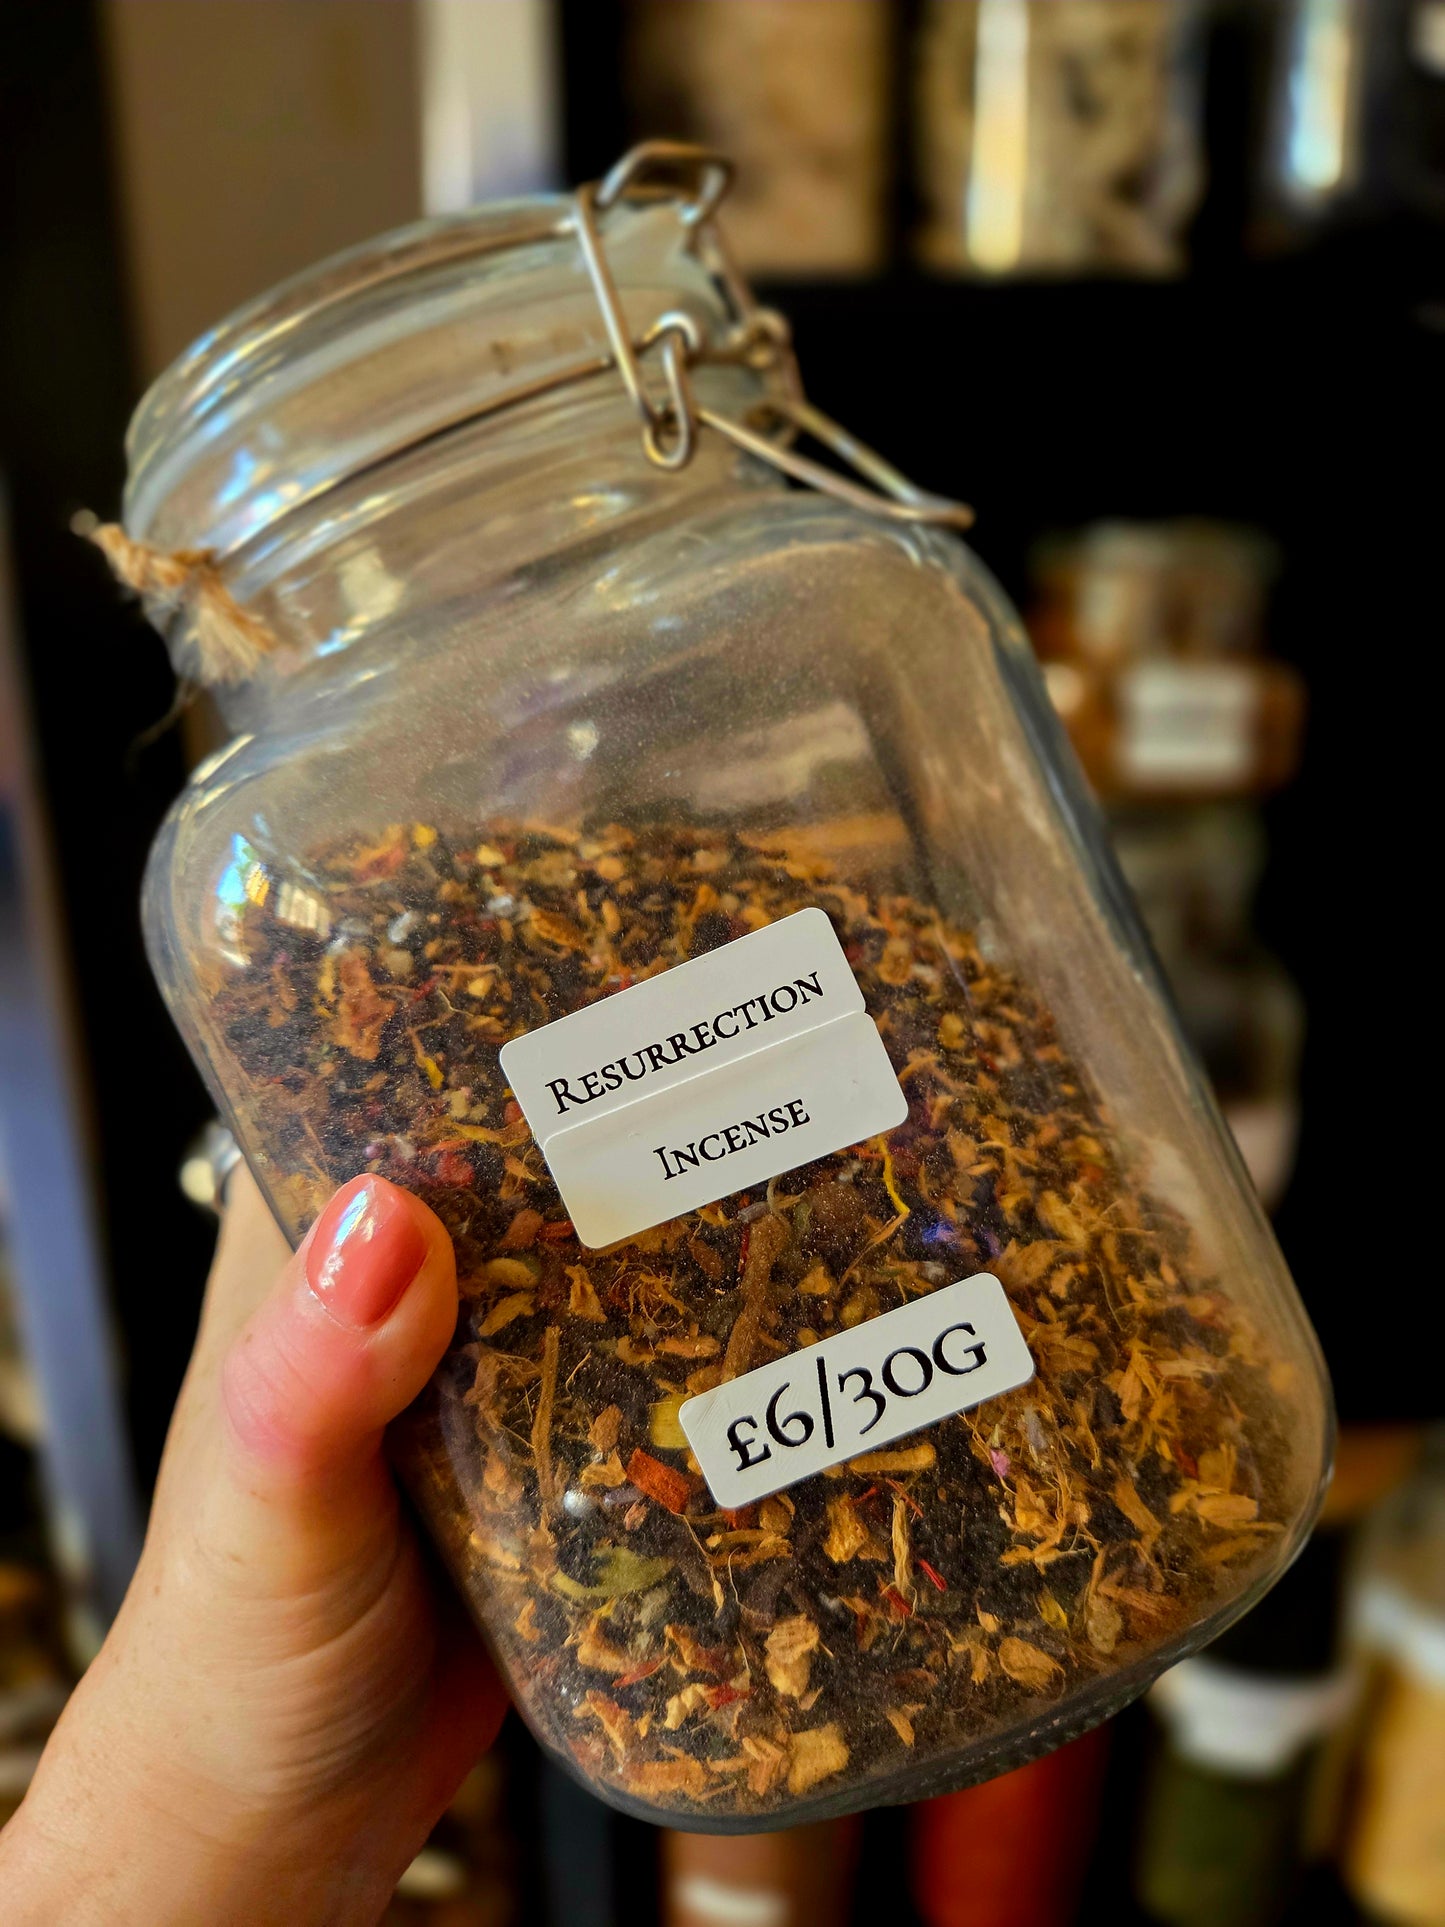 Resurrection
Incense
£6/30G